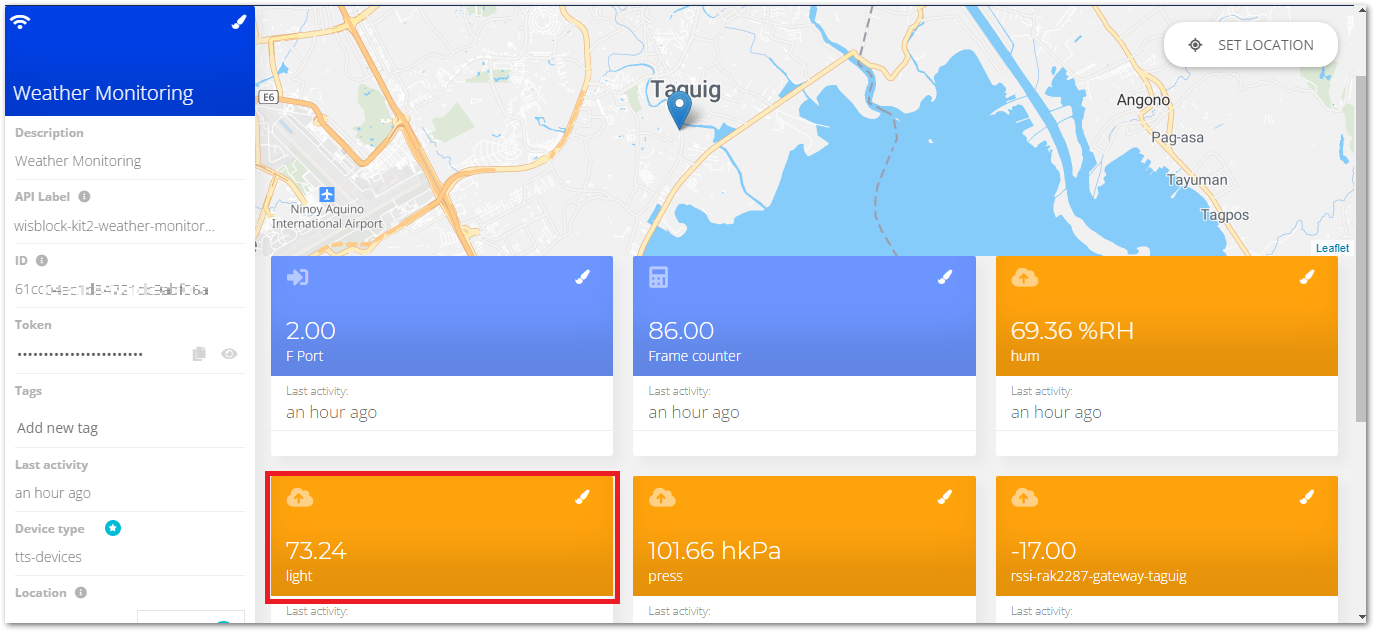 Weather Monitoring
Description
Weather Monitoring
API Label
wisblock-kit2-weather-monitor...
ID
Token
Tags
Add new tag
Last activity
an hour ago
Device type
tts-devices
Location
E6
Taguig
Ninoy Aquino
International Airport
Angono
Pag-asa
Tayuman
Tagpos
SET LOCATION
Leaflet
2.00
F Port
Last activity:
an hour ago
86.00
Frame counter
Last activity:
an hour ago
69.36 %RH
hum
Last activity:
an hour ago
73.24
light
Last activity:
101.66 hkPa
press
Last activity:
-17.00
rssi-rak2287-gateway-taguig
Last activity: